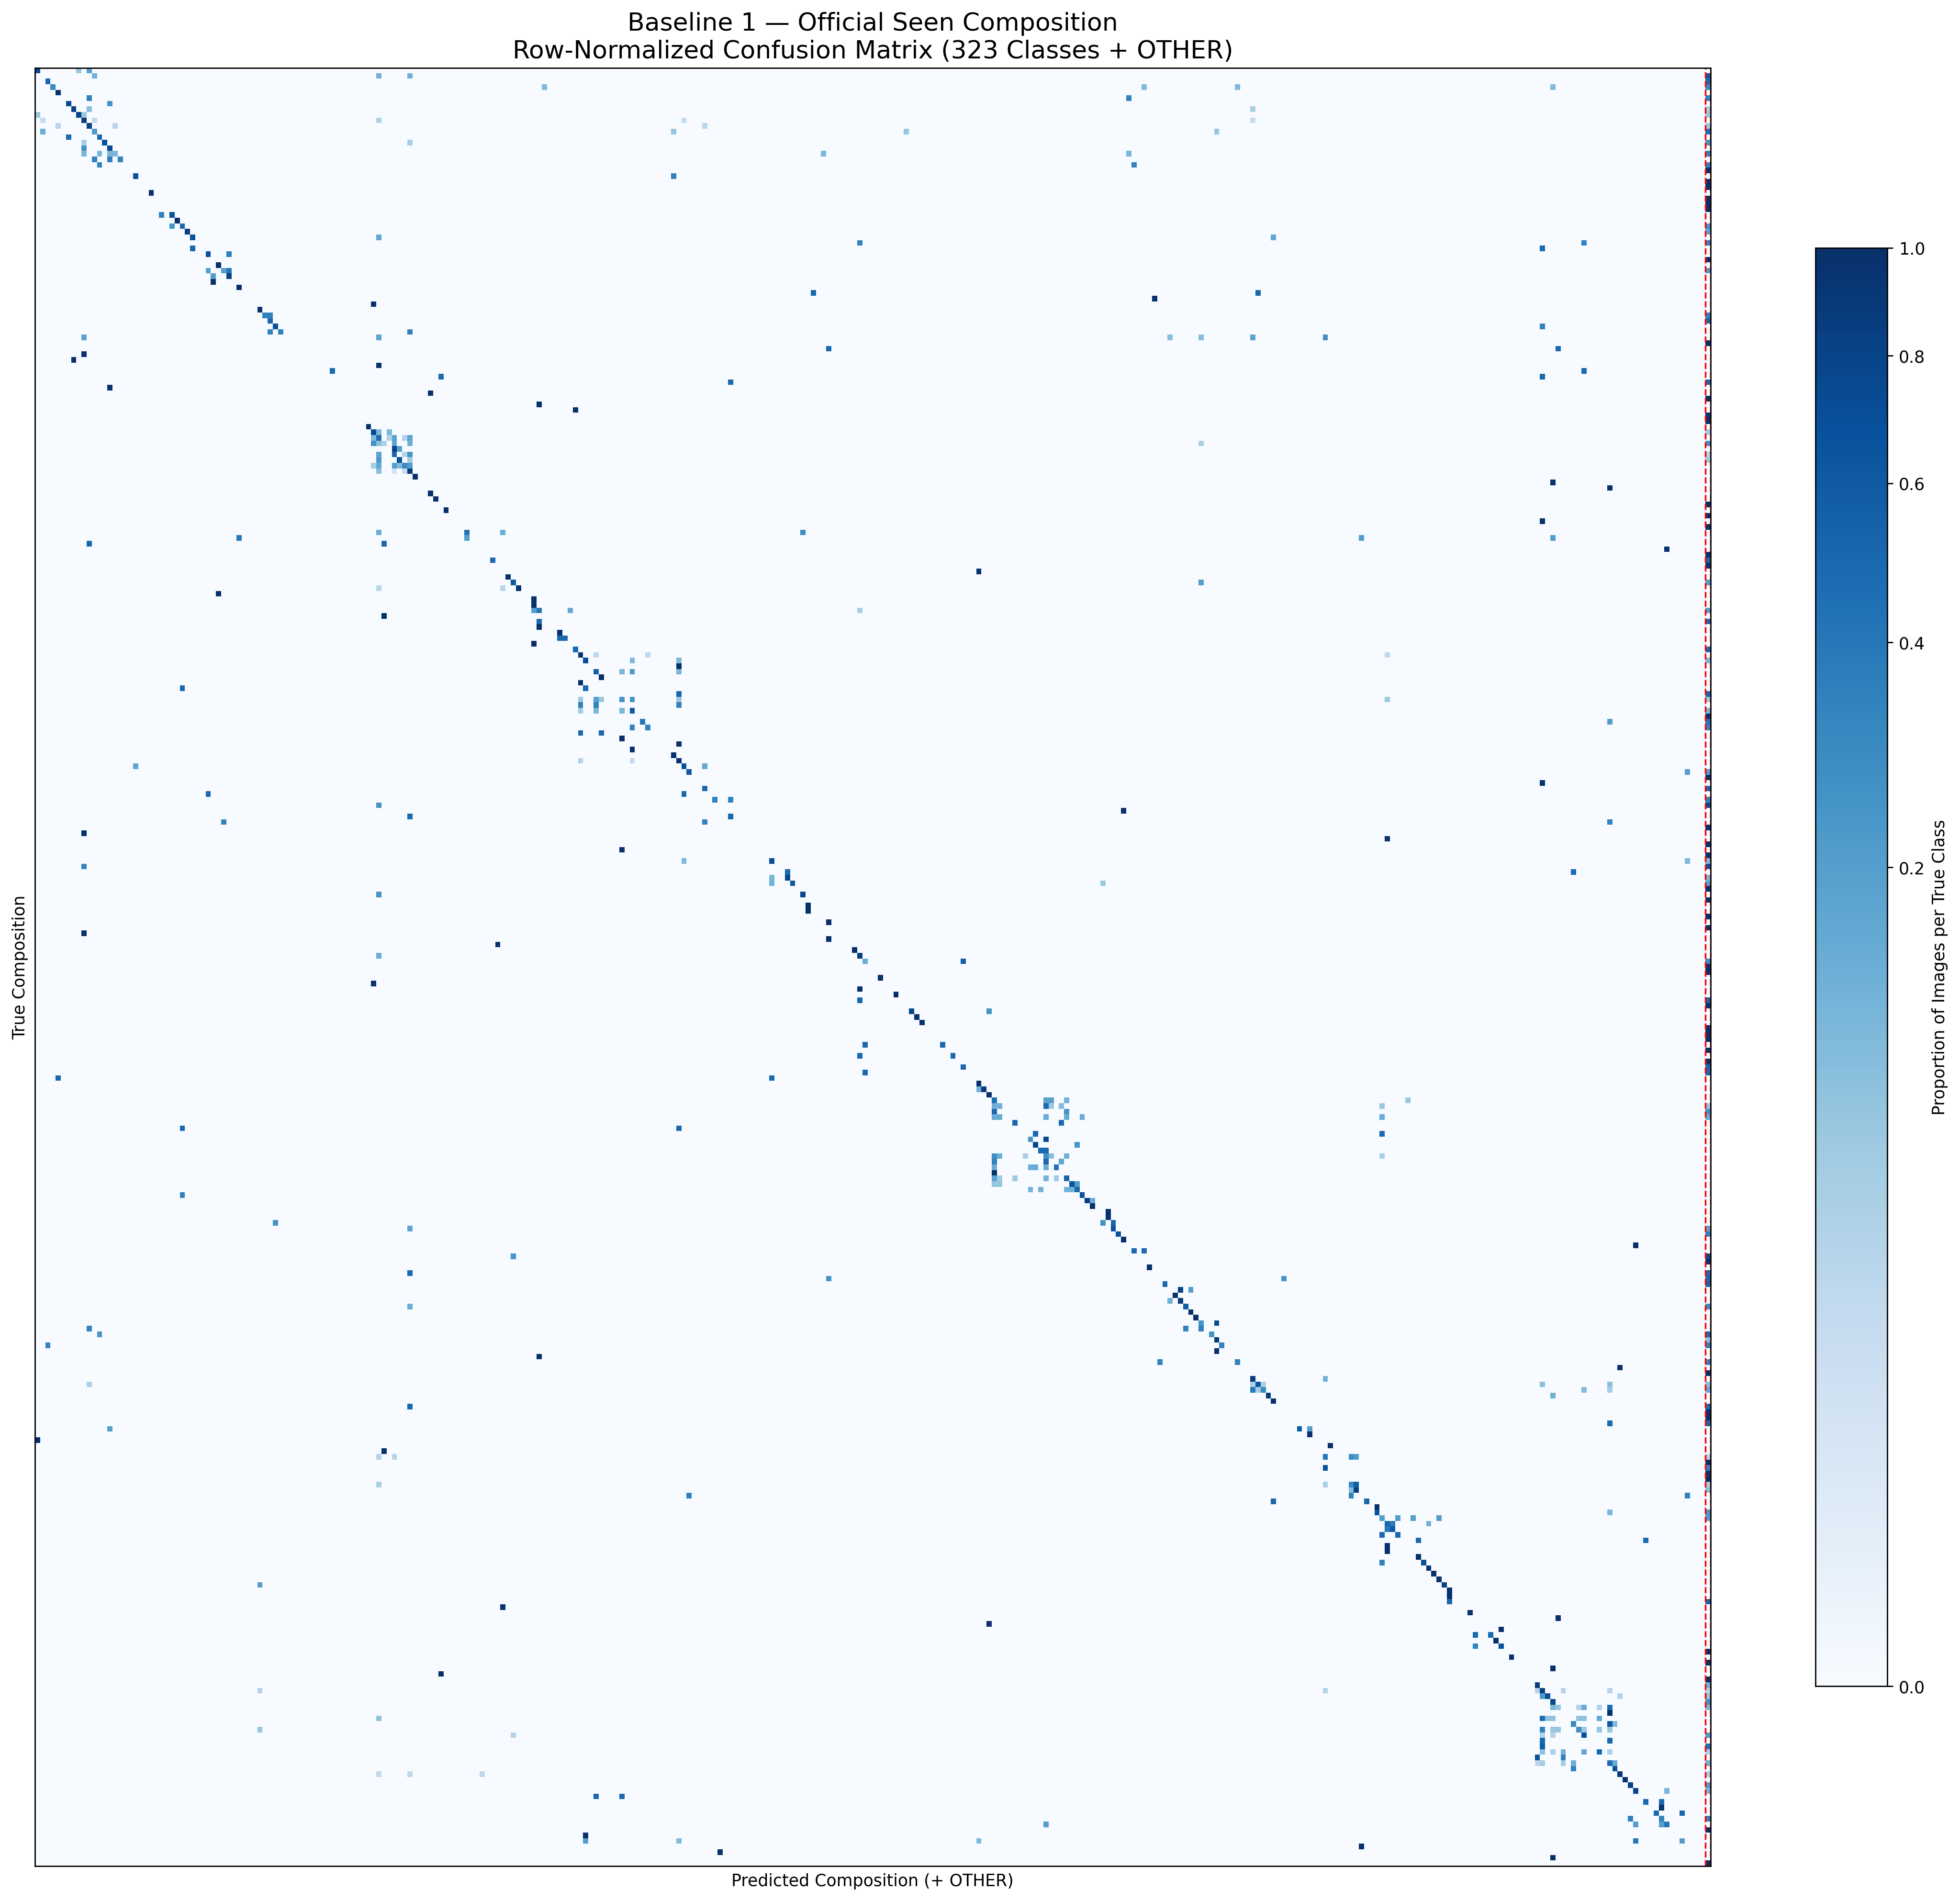 Baseline 1 — Official Seen Composition
Row-Normalized Confusion Matrix (323 Classes + OTHER)
True Composition
Predicted Composition (+ OTHER)
1.0
0.8
0.6
0.4
0.2
0.0
Proportion of Images per True Class